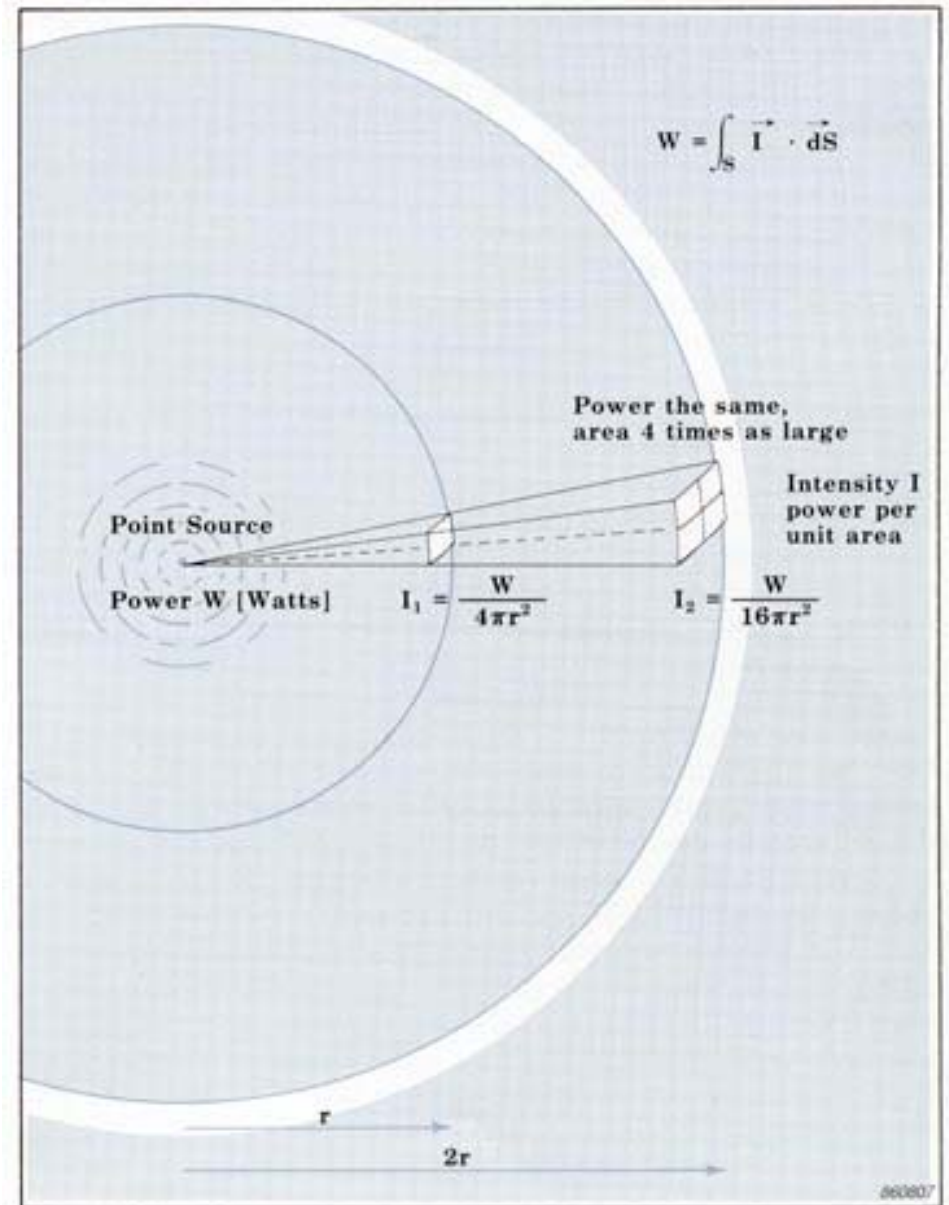 W = ∫_S I⃗ · dS⃗
Power the same,
area 4 times as large
Intensity I
power per
unit area
Point Source
Power W [Watts]
I₁ = W / 4πr²
I₂ = W / 16πr²
r
2r
860807